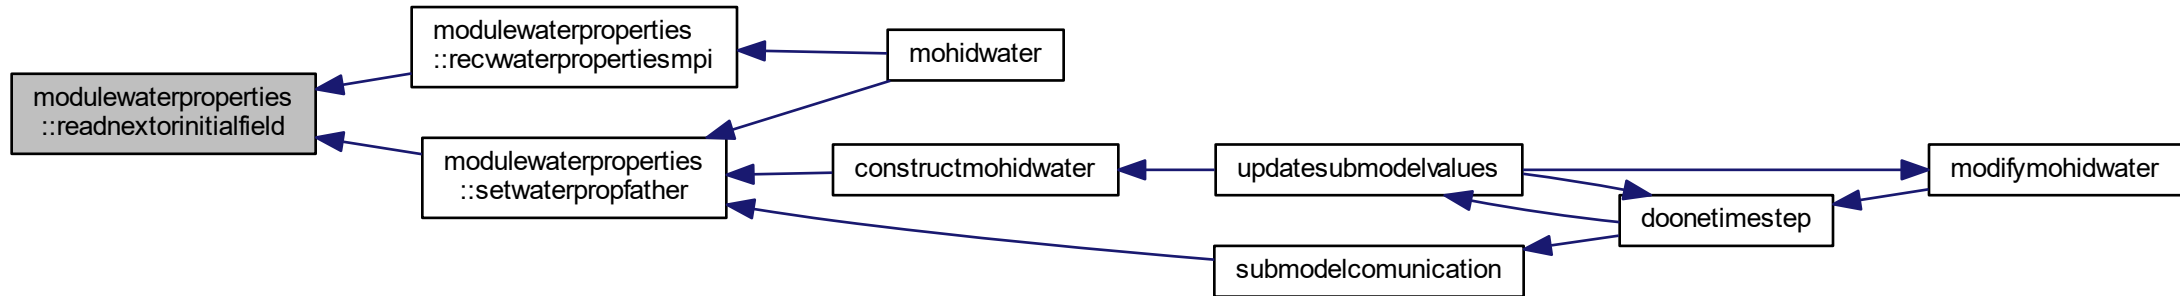 modulewaterproperties
::readnextorinitialfield
modulewaterproperties
::recvwaterpropertiesmpi
mohidwater
modulewaterproperties
::setwaterpropfather
constructmohidwater
updatesubmodelvalues
modifymohidwater
doonetimestep
submodelcomunication